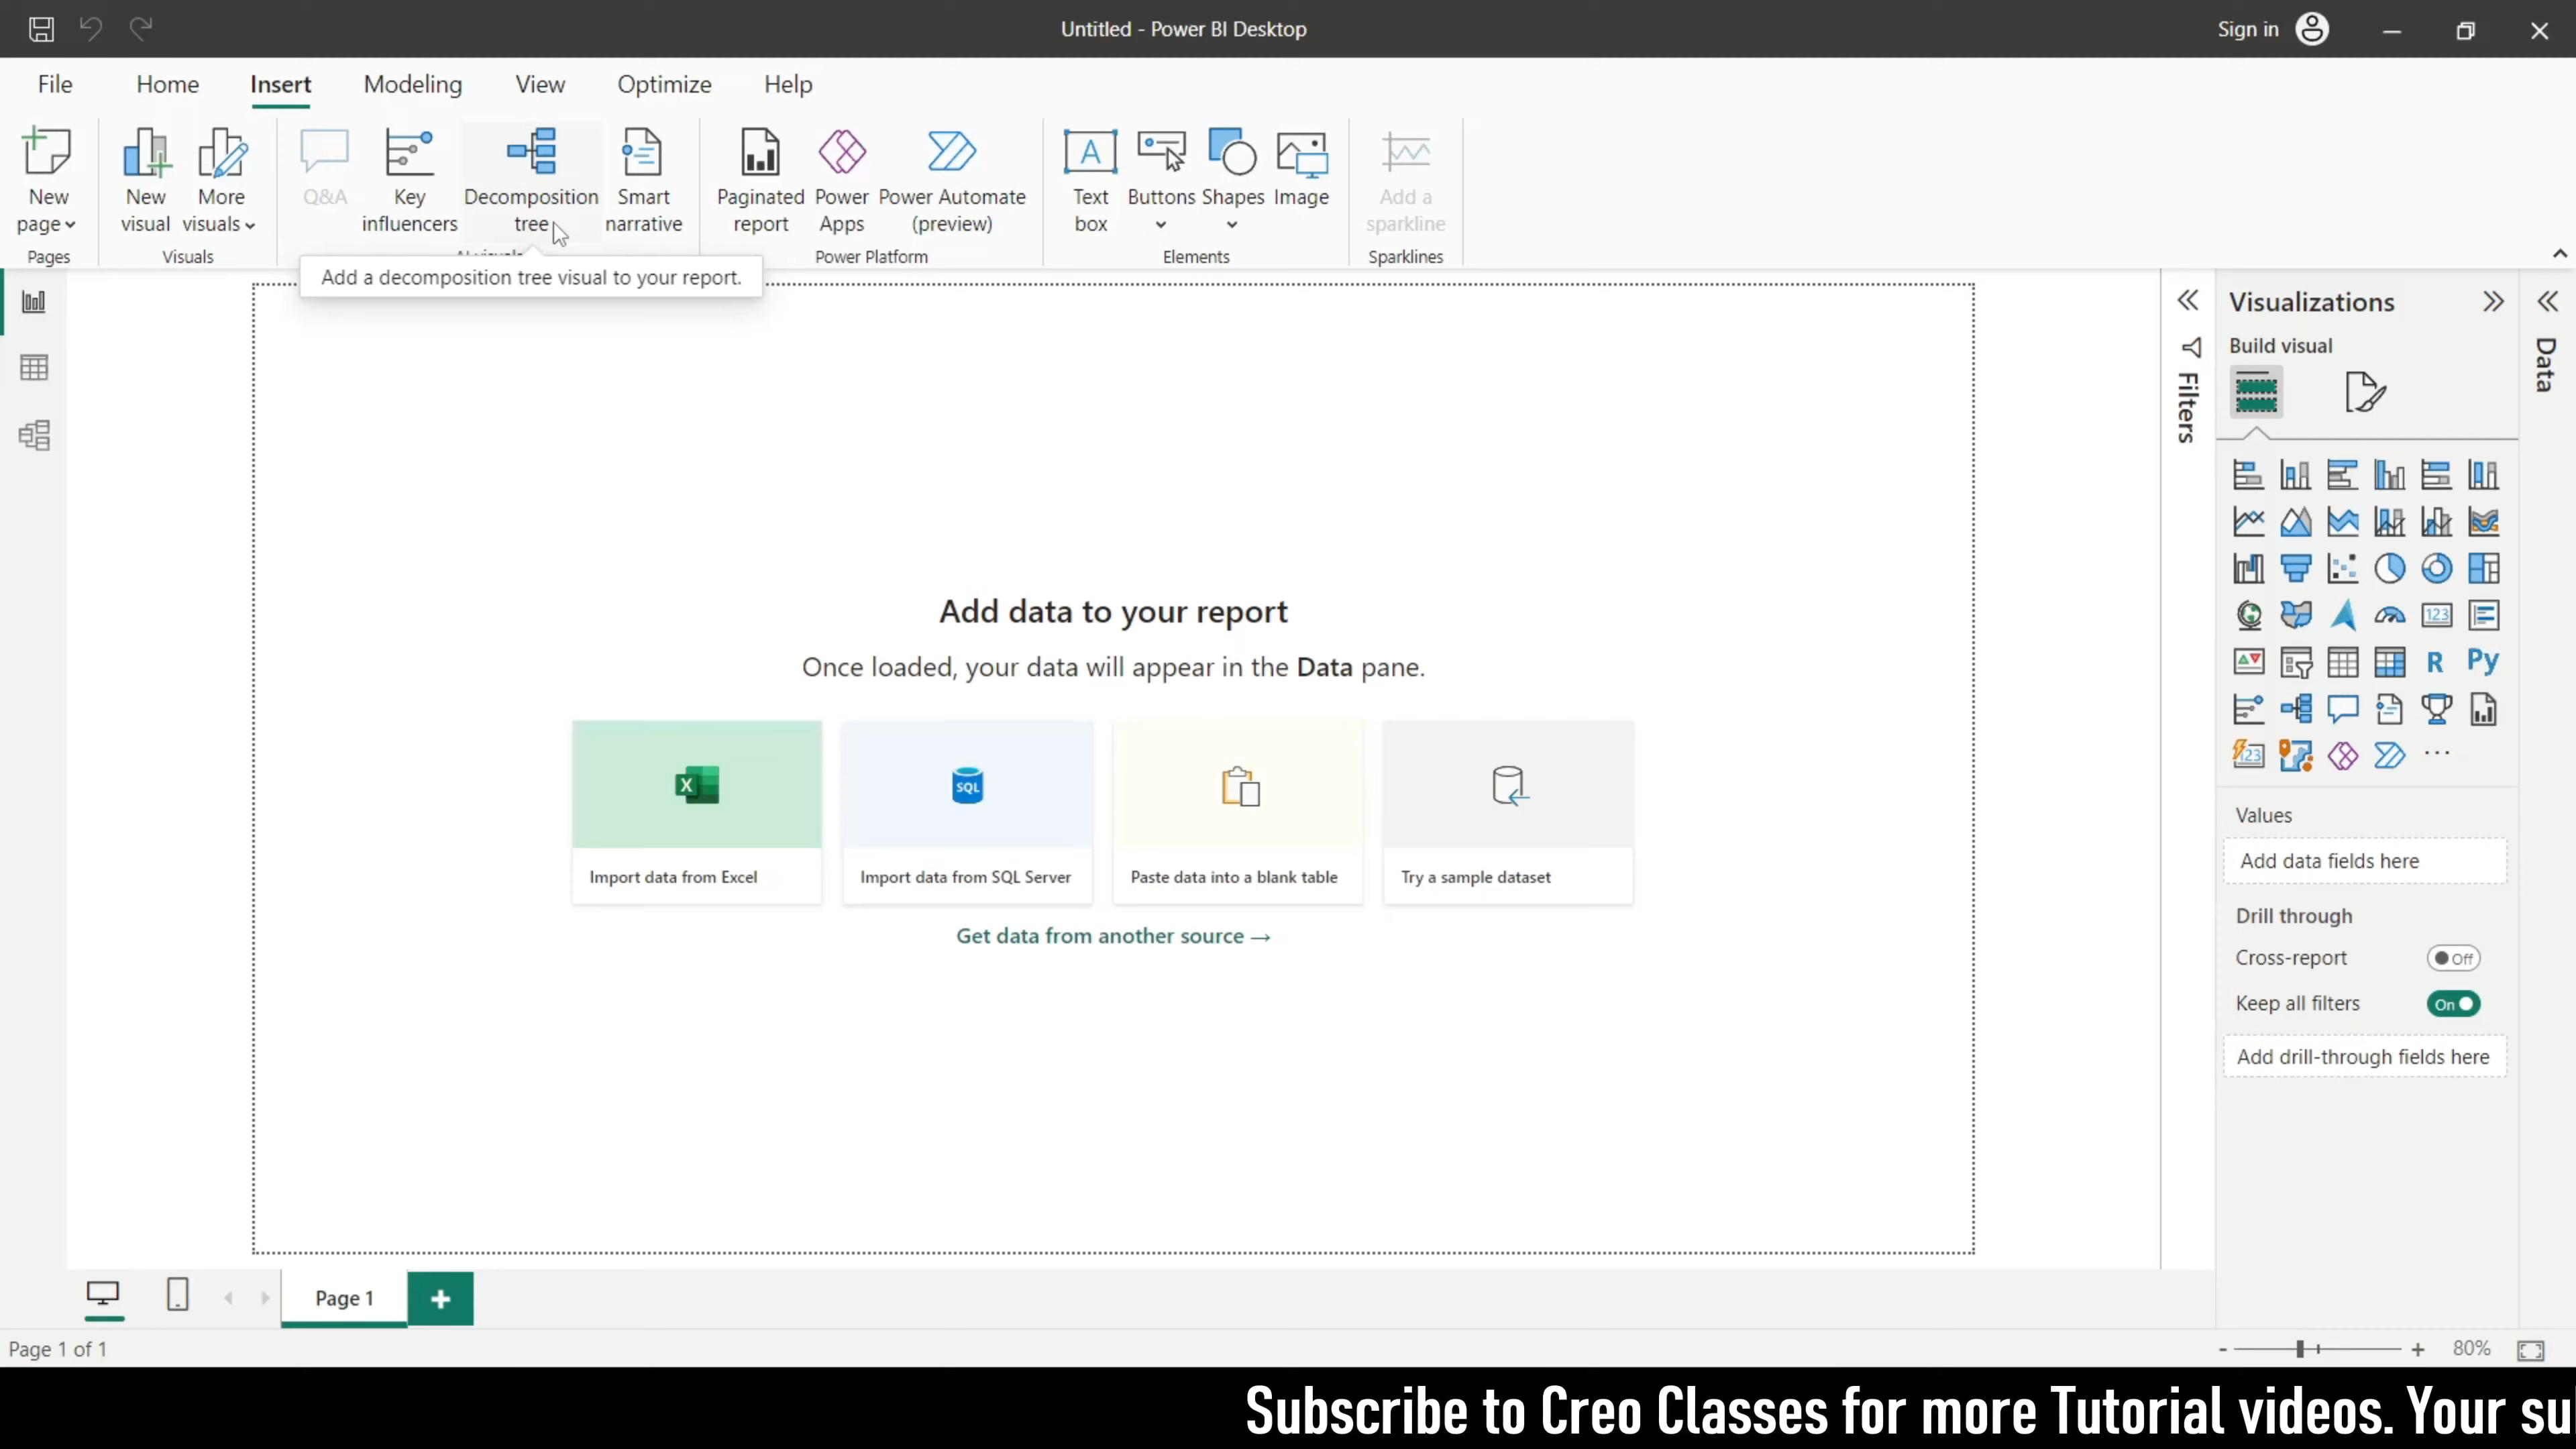 Untitled - Power BI Desktop
Sign in
File Home Insert Modeling View Optimize Help
New page
New visual
More visuals
Q&A
Key influencers
Decomposition tree
Smart narrative
Paginated report
Power Apps
Power Automate (preview)
Text box
Buttons
Shapes
Image
Add a sparkline
Pages
Visuals
Power Platform
Elements
Sparklines
Add a decomposition tree visual to your report.
Filters
Visualizations
Build visual
Data
123
R
Py
123
Add data to your report
Once loaded, your data will appear in the Data pane.
X
SQL
Import data from Excel
Import data from SQL Server
Paste data into a blank table
Try a sample dataset
Get data from another source →
Values
Add data fields here
Drill through
Cross-report Off
Keep all filters On
Add drill-through fields here
Page 1
Page 1 of 1
80%
Subscribe to Creo Classes for more Tutorial videos. Your su